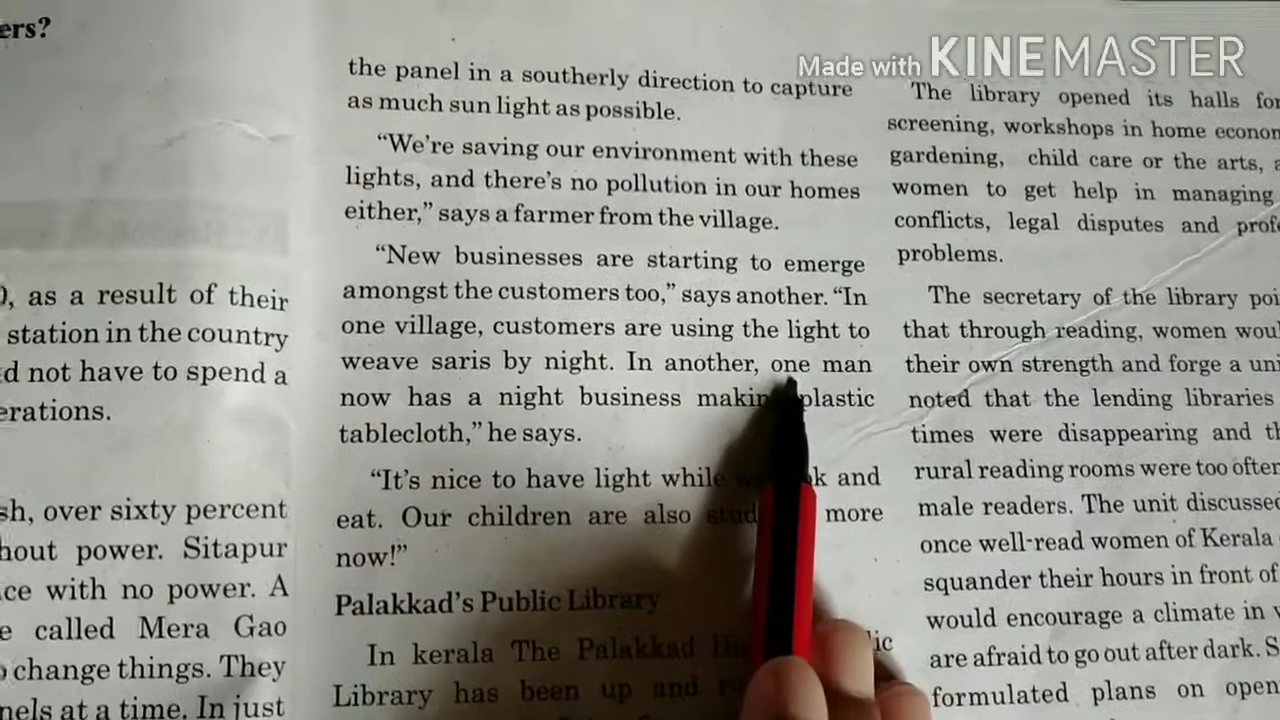 Made with KINEMASTER
ers?
), as a result of their
station in the country
d not have to spend a
erations.
sh, over sixty percent
hout power. Sitapur
ce with no power. A
e called Mera Gao
change things. They
nels at a time. In just
the panel in a southerly direction to capture
as much sun light as possible.
"We're saving our environment with these
lights, and there's no pollution in our homes
either," says a farmer from the village.
"New businesses are starting to emerge
amongst the customers too," says another. "In
one village, customers are using the light to
weave saris by night. In another, one man
now has a night business making plastic
tablecloth," he says.
"It's nice to have light while and
eat. Our children are also more
now!"
Palakkad's Public Library
In kerala The Palakkad
Library has been up and
The library opened its halls for
screening, workshops in home econom
gardening, child care or the arts, a
women to get help in managing
conflicts, legal disputes and profe
problems.
The secretary of the library poi
that through reading, women woul
their own strength and forge a uni
noted that the lending libraries
times were disappearing and th
rural reading rooms were too often
male readers. The unit discussed
once well-read women of Kerala
squander their hours in front of
would encourage a climate in
are afraid to go out after dark. S
formulated plans on open